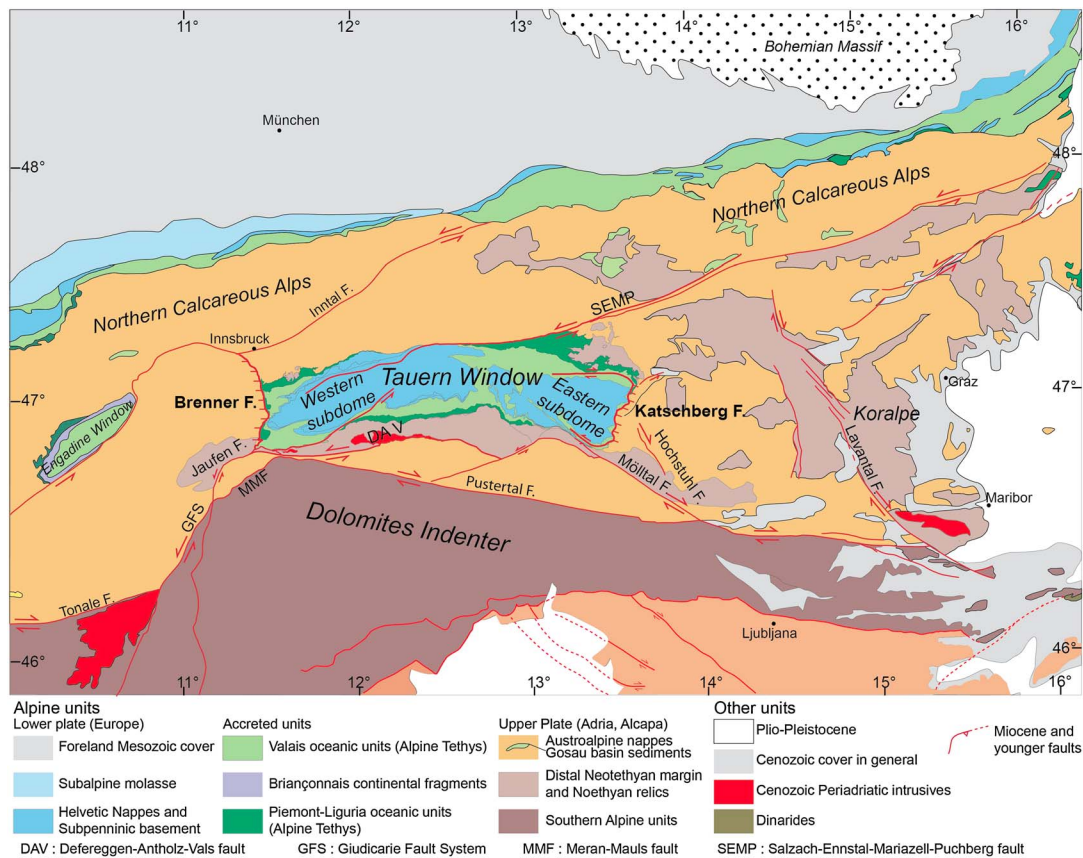 11°
12°
13°
14°
15°
16°
Bohemian Massif
München
48°
48°
Northern Calcareous Alps
Northern Calcareous Alps
Inntal F.
SEMP
Innsbruck
47°
47°
Brenner F.
Western
subdome
Tauern Window
Eastern
subdome
Katschberg F.
Graz
Koralpe
Engadine Window
Jaufen F.
DAV
Hochstuhl F.
Mölltal F.
Lavantal F.
MMF
Pustertal F.
Maribor
GFS
Dolomites Indenter
Tonale F.
Ljubljana
46°
46°
11°
12°
13°
14°
15°
16°
Alpine units
Lower plate (Europe)
Foreland Mesozoic cover
Subalpine molasse
Helvetic Nappes and
Subpenninic basement
Accreted units
Valais oceanic units (Alpine Tethys)
Briançonnais continental fragments
Piemont-Liguria oceanic units
(Alpine Tethys)
Upper Plate (Adria, Alcapa)
Austroalpine nappes
Gosau basin sediments
Distal Neotethyan margin
and Noethyan relics
Southern Alpine units
Other units
Plio-Pleistocene
Cenozoic cover in general
Cenozoic Periadriatic intrusives
Dinarides
Miocene and
younger faults
DAV : Defereggen-Antholz-Vals fault
GFS : Giudicarie Fault System
MMF : Meran-Mauls fault
SEMP : Salzach-Ennstal-Mariazell-Puchberg fault